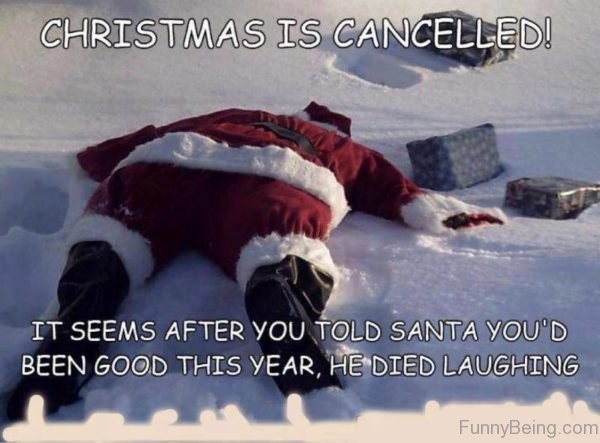 CHRISTMAS IS CANCELLED!
IT SEEMS AFTER YOU TOLD SANTA YOU'D
BEEN GOOD THIS YEAR, HE DIED LAUGHING
FunnyBeing.com